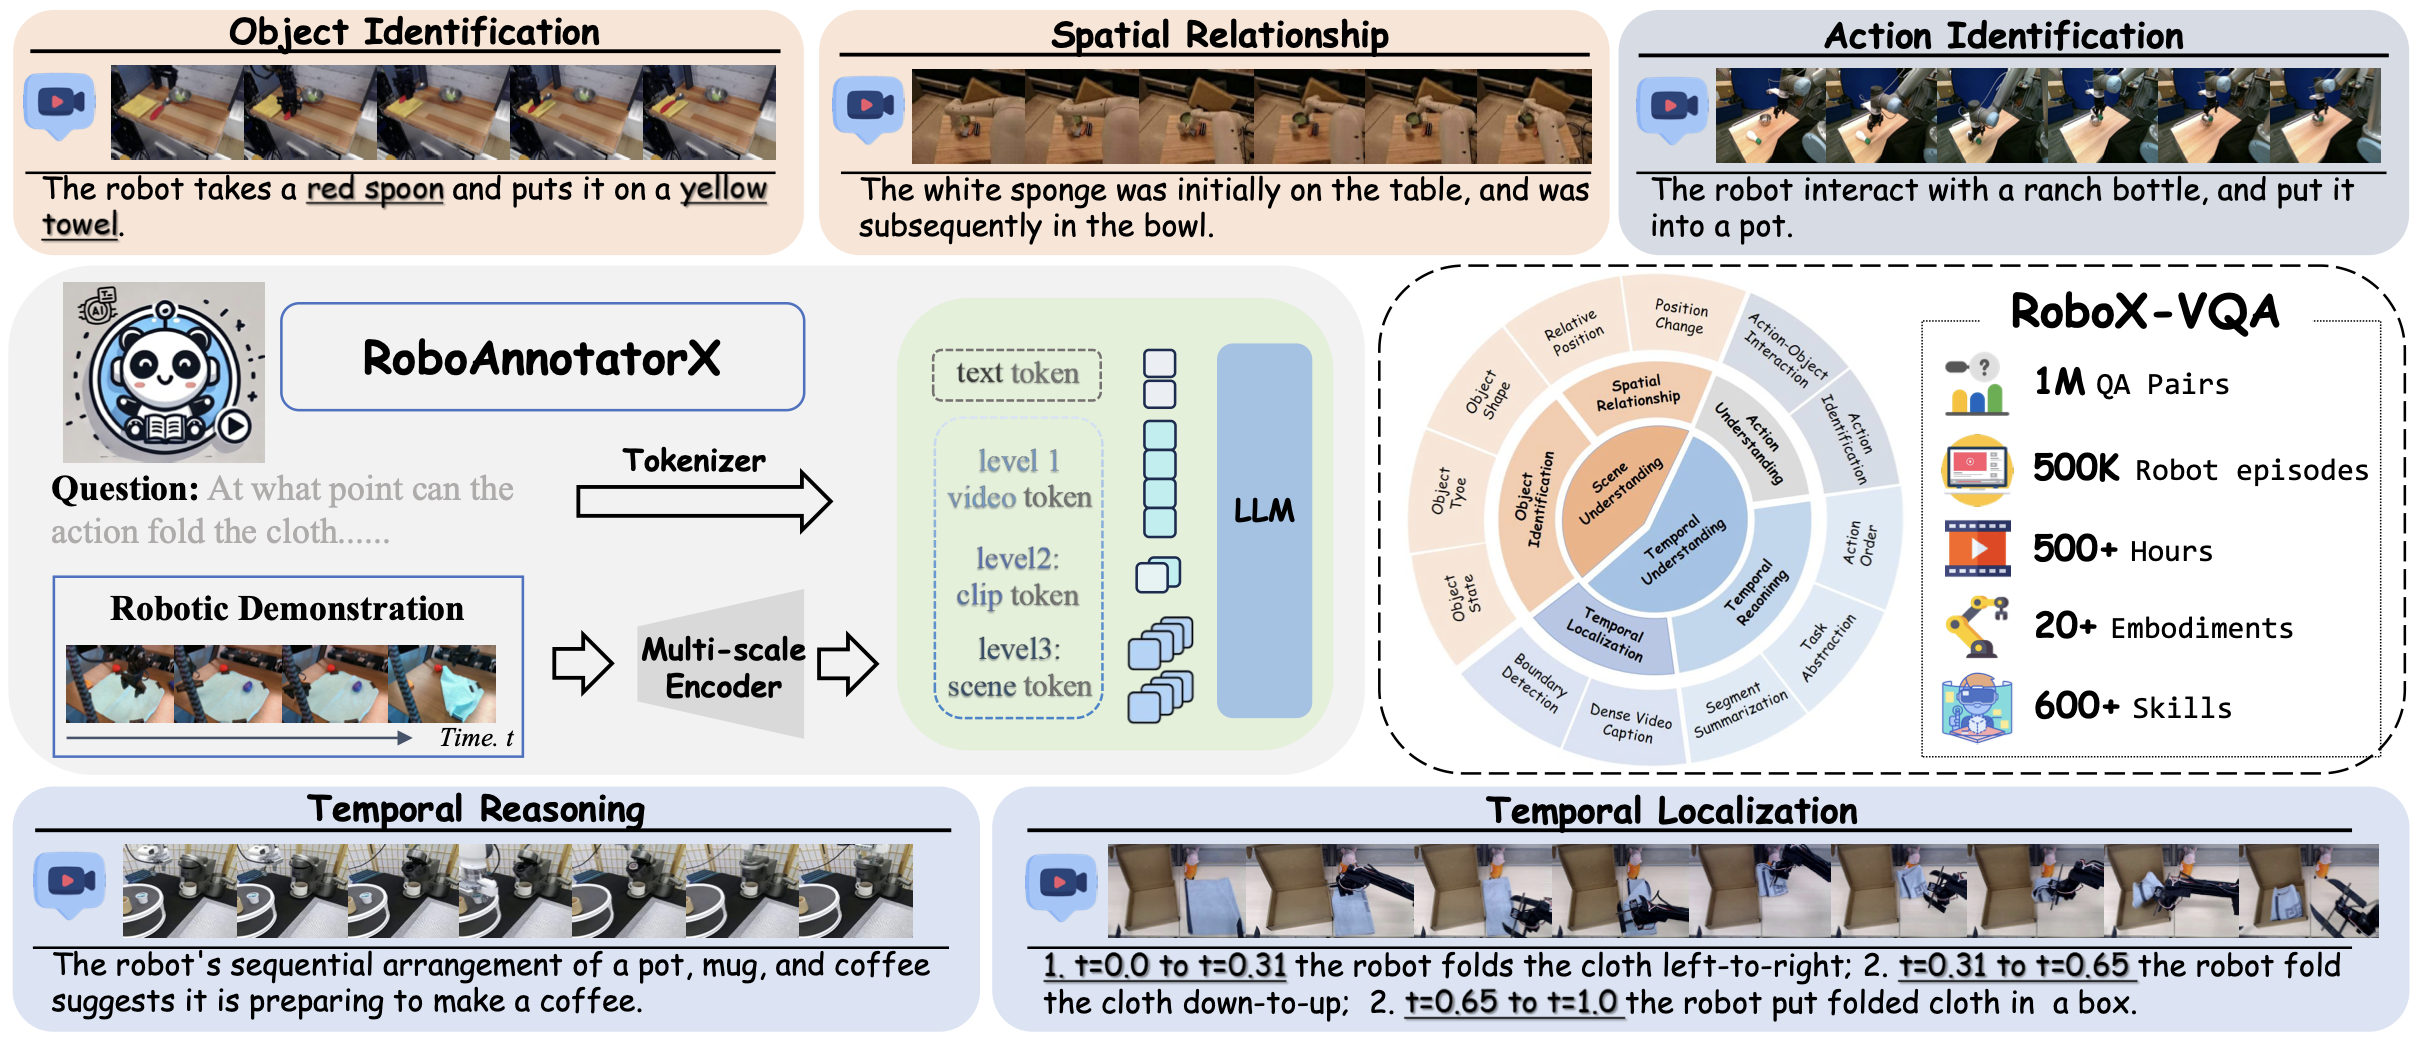 Object Identification
The robot takes a red spoon and puts it on a yellow
towel.
Spatial Relationship
The white sponge was initially on the table, and was
subsequently in the bowl.
Action Identification
The robot interact with a ranch bottle, and put it
into a pot.
AI
RoboAnnotatorX
Question: At what point can the
action fold the cloth......
Tokenizer
Robotic Demonstration
Time. t
Multi-scale
Encoder
text token
level 1
video token
level2:
clip token
level3:
scene token
LLM
Scene
Understanding
Temporal
Understanding
Object
Identification
Spatial
Relationship
Action
Understanding
Temporal
Reaoning
Temporal
Localization
Object
State
Object
Tyoe
Object
Shape
Relative
Position
Position
Change
Action-Object
Interaction
Action
Identification
Action
Order
Task
Abstraction
Segment
Summarization
Dense Video
Caption
Boundary
Detection
RoboX-VQA
?
1M QA Pairs
500K Robot episodes
500+ Hours
20+ Embodiments
600+ Skills
Temporal Reasoning
The robot's sequential arrangement of a pot, mug, and coffee
suggests it is preparing to make a coffee.
Temporal Localization
1. t=0.0 to t=0.31 the robot folds the cloth left-to-right; 2. t=0.31 to t=0.65 the robot fold
the cloth down-to-up; 2. t=0.65 to t=1.0 the robot put folded cloth in a box.